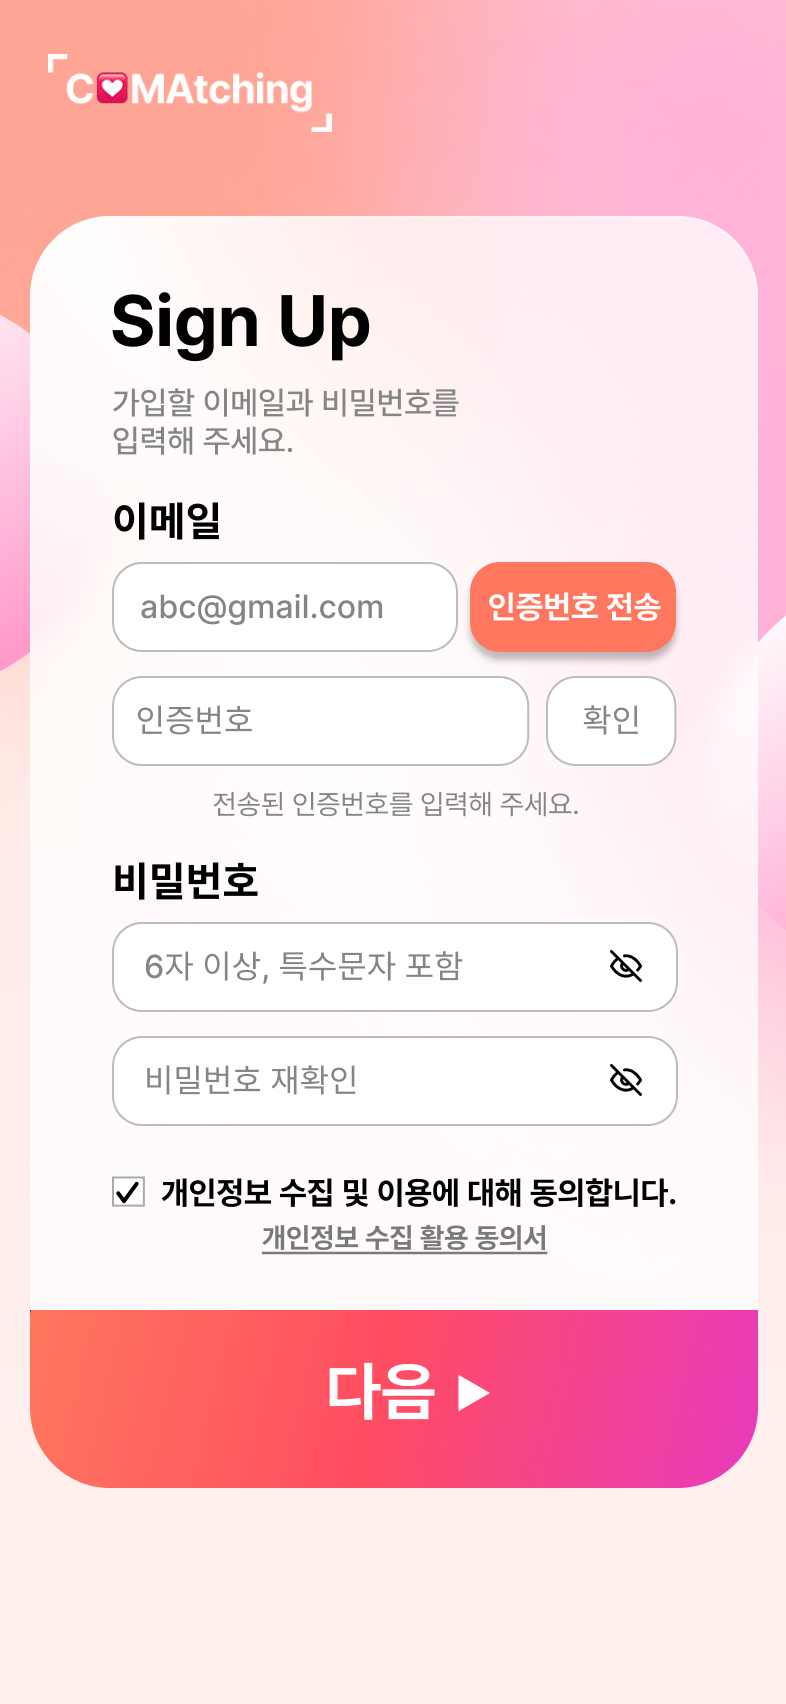 C💟MAtching
Sign Up
가입할 이메일과 비밀번호를
입력해 주세요.
이메일
abc@gmail.com
인증번호 전송
인증번호
확인
전송된 인증번호를 입력해 주세요.
비밀번호
6자 이상, 특수문자 포함
비밀번호 재확인
개인정보 수집 및 이용에 대해 동의합니다.
개인정보 수집 활용 동의서
다음 ▶